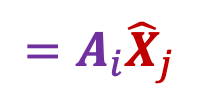 = A_i X̂_j